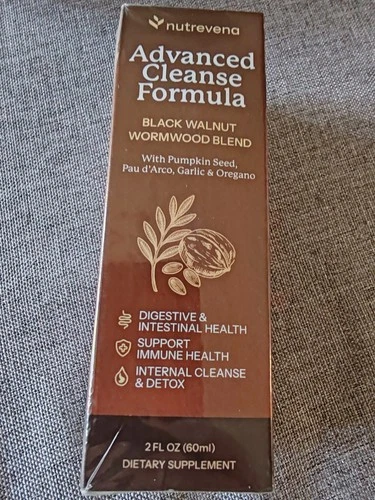 nutrevena
Advanced
Cleanse
Formula
BLACK WALNUT
WORMWOOD BLEND
With Pumpkin Seed,
Pau d'Arco, Garlic & Oregano
DIGESTIVE &
INTESTINAL HEALTH
SUPPORT
IMMUNE HEALTH
INTERNAL CLEANSE
& DETOX
2 FL OZ (60ml)
DIETARY SUPPLEMENT